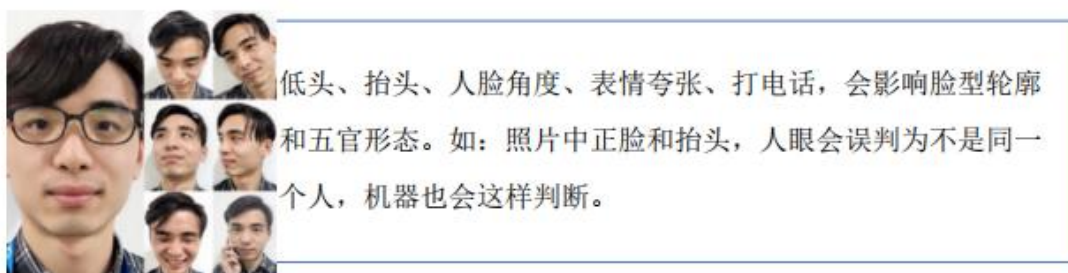 低头、抬头、人脸角度、表情夸张、打电话，会影响脸型轮廓
和五官形态。如：照片中正脸和抬头，人眼会误判为不是同一
个人，机器也会这样判断。